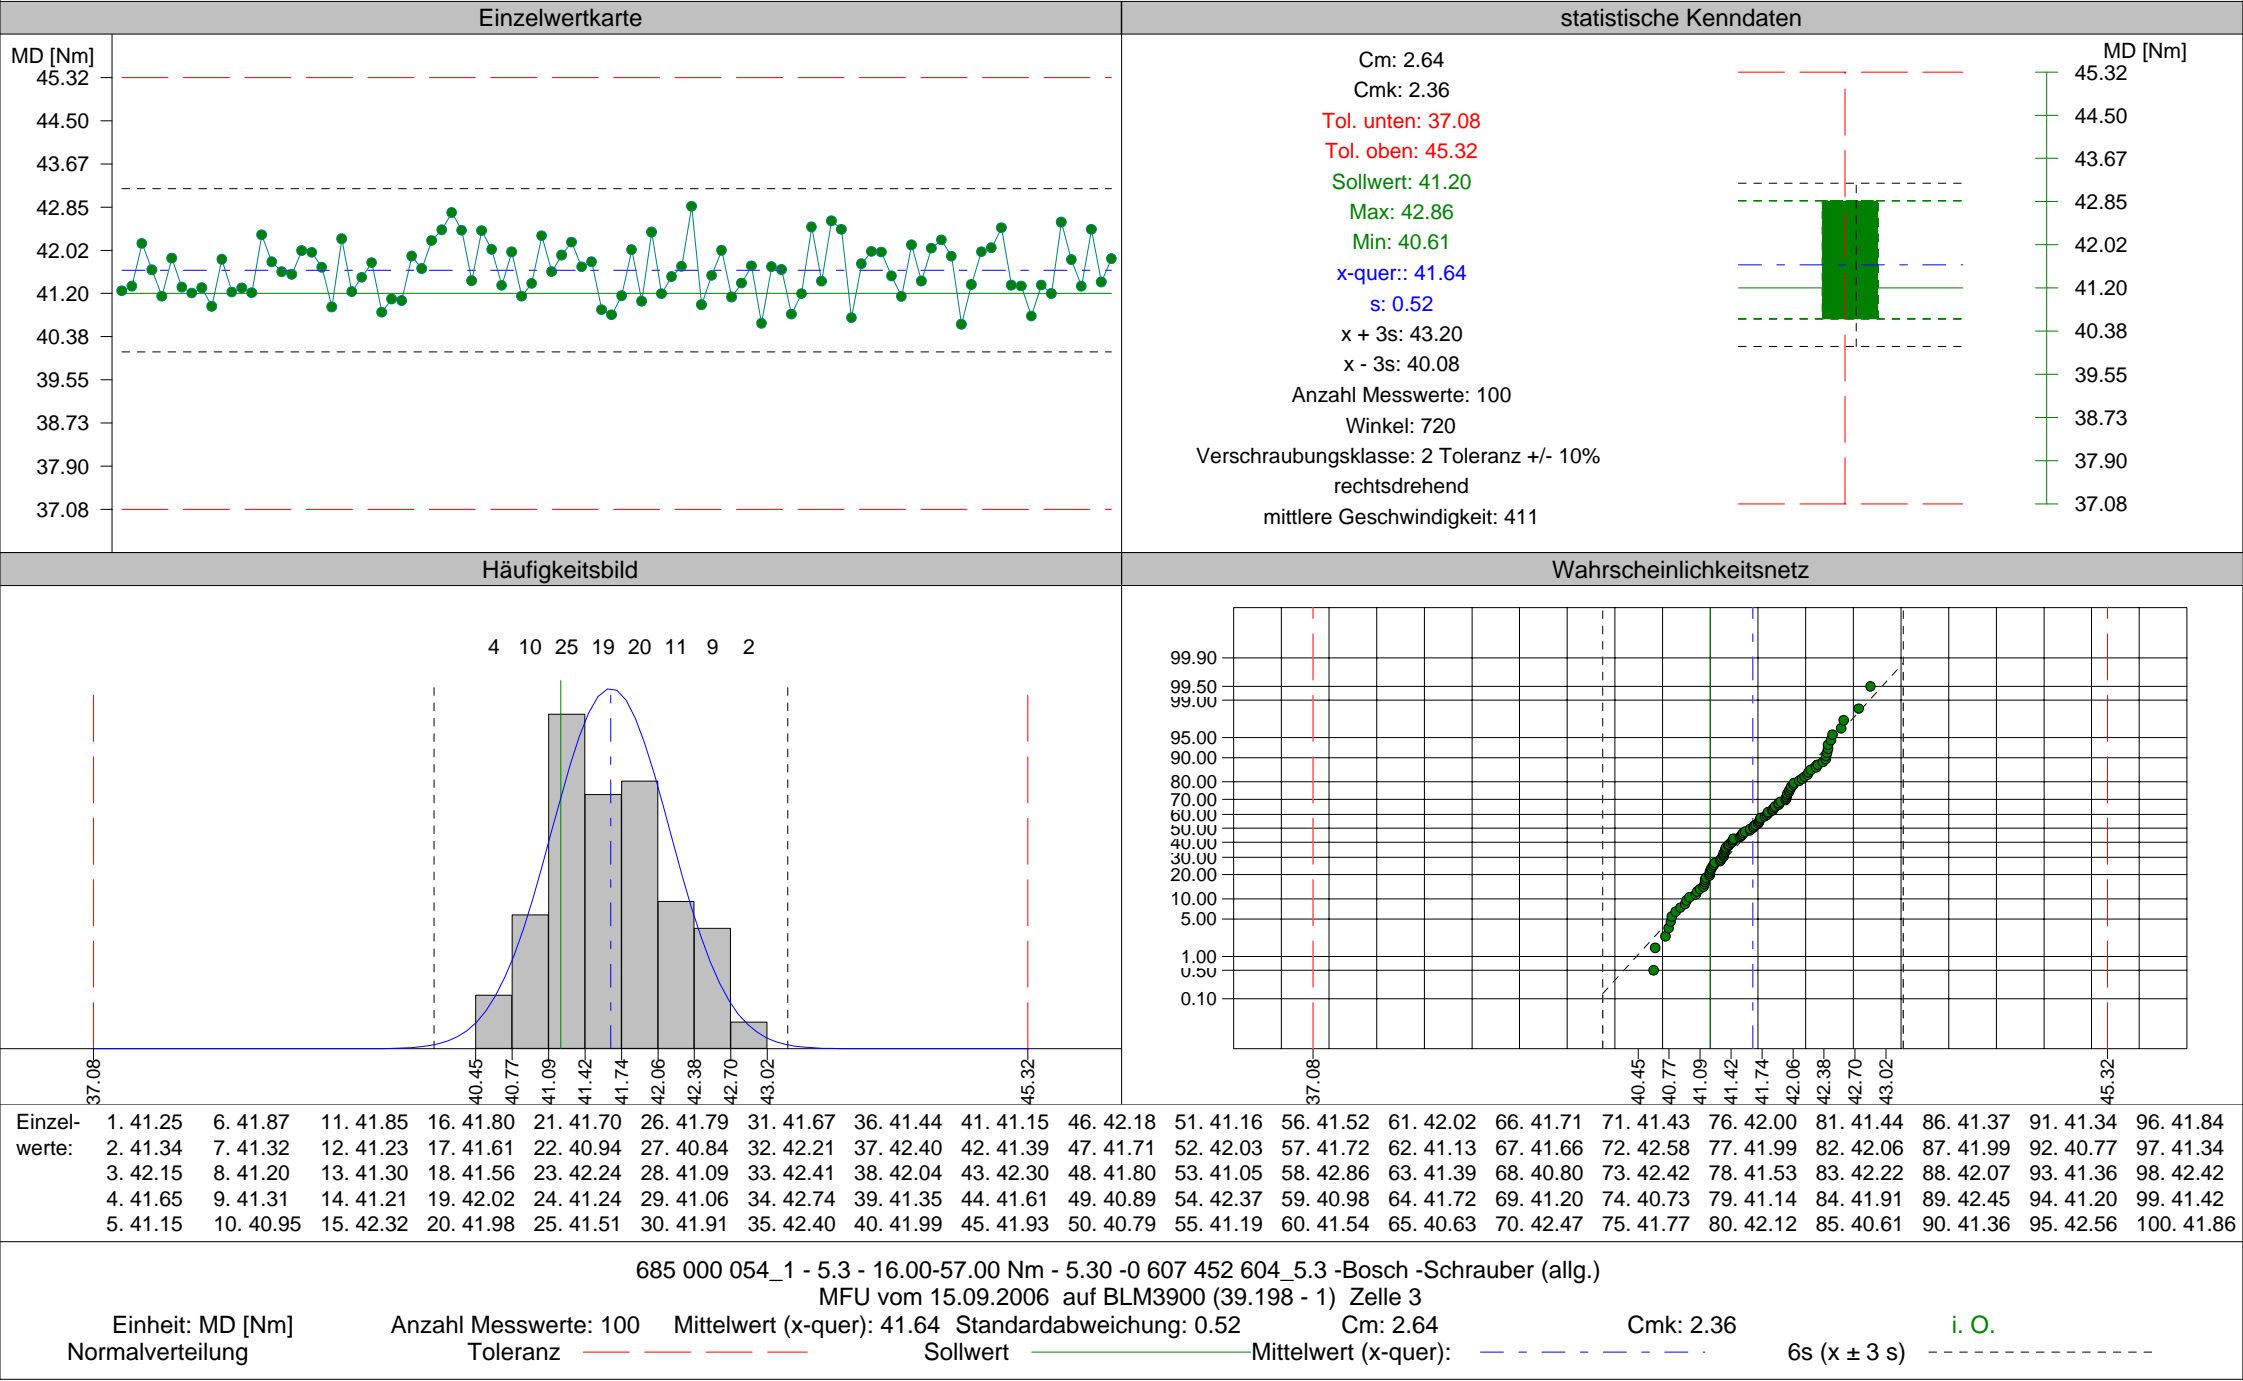 Einzelwertkarte
MD [Nm]
45.32
44.50
43.67
42.85
42.02
41.20
40.38
39.55
38.73
37.90
37.08
statistische Kenndaten
Cm: 2.64
Cmk: 2.36
Tol. unten: 37.08
Tol. oben: 45.32
Sollwert: 41.20
Max: 42.86
Min: 40.61
x-quer:: 41.64
s: 0.52
x + 3s: 43.20
x - 3s: 40.08
Anzahl Messwerte: 100
Winkel: 720
Verschraubungsklasse: 2 Toleranz +/- 10%
rechtsdrehend
mittlere Geschwindigkeit: 411
MD [Nm]
45.32
44.50
43.67
42.85
42.02
41.20
40.38
39.55
38.73
37.90
37.08
Häufigkeitsbild
4 10 25 19 20 11 9 2
37.08 40.45 40.77 41.09 41.42 41.74 42.06 42.38 42.70 43.02 45.32
Wahrscheinlichkeitsnetz
99.90
99.50
99.00
95.00
90.00
80.00
70.00
60.00
50.00
40.00
30.00
20.00
10.00
5.00
1.00
0.50
0.10
37.08 40.45 40.77 41.09 41.42 41.74 42.06 42.38 42.70 43.02 45.32
Einzel- 1. 41.25 6. 41.87 11. 41.85 16. 41.80 21. 41.70 26. 41.79 31. 41.67 36. 41.44 41. 41.15 46. 42.18 51. 41.16 56. 41.52 61. 42.02 66. 41.71 71. 41.43 76. 42.00 81. 41.44 86. 41.37 91. 41.34 96. 41.84
werte: 2. 41.34 7. 41.32 12. 41.23 17. 41.61 22. 40.94 27. 40.84 32. 42.21 37. 42.40 42. 41.39 47. 41.71 52. 42.03 57. 41.72 62. 41.13 67. 41.66 72. 42.58 77. 41.99 82. 42.06 87. 41.99 92. 40.77 97. 41.34
3. 42.15 8. 41.20 13. 41.30 18. 41.56 23. 42.24 28. 41.09 33. 42.41 38. 42.04 43. 42.30 48. 41.80 53. 41.05 58. 42.86 63. 41.39 68. 40.80 73. 42.42 78. 41.53 83. 42.22 88. 42.07 93. 41.36 98. 42.42
4. 41.65 9. 41.31 14. 41.21 19. 42.02 24. 41.24 29. 41.06 34. 42.74 39. 41.35 44. 41.61 49. 40.89 54. 42.37 59. 40.98 64. 41.72 69. 41.20 74. 40.73 79. 41.14 84. 41.91 89. 42.45 94. 41.20 99. 41.42
5. 41.15 10. 40.95 15. 42.32 20. 41.98 25. 41.51 30. 41.91 35. 42.40 40. 41.99 45. 41.93 50. 40.79 55. 41.19 60. 41.54 65. 40.63 70. 42.47 75. 41.77 80. 42.12 85. 40.61 90. 41.36 95. 42.56 100. 41.86
685 000 054_1 - 5.3 - 16.00-57.00 Nm - 5.30 -0 607 452 604_5.3 -Bosch -Schrauber (allg.)
MFU vom 15.09.2006 auf BLM3900 (39.198 - 1) Zelle 3
Einheit: MD [Nm] Anzahl Messwerte: 100 Mittelwert (x-quer): 41.64 Standardabweichung: 0.52 Cm: 2.64 Cmk: 2.36 i. O.
Normalverteilung Toleranz Sollwert Mittelwert (x-quer): 6s (x ± 3 s)